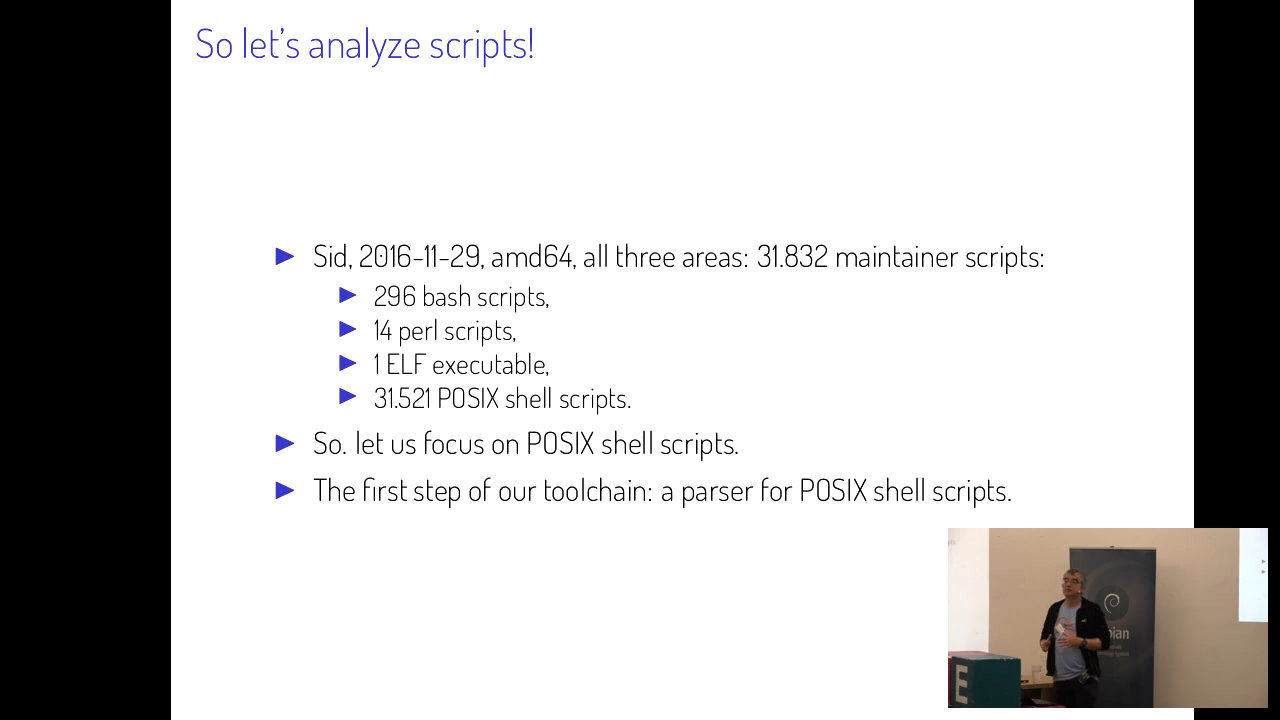 So let's analyze scripts!
Sid, 2016-11-29, amd64, all three areas: 31.832 maintainer scripts:
296 bash scripts,
14 perl scripts,
1 ELF executable,
31.521 POSIX shell scripts.
So. let us focus on POSIX shell scripts.
The first step of our toolchain: a parser for POSIX shell scripts.
E